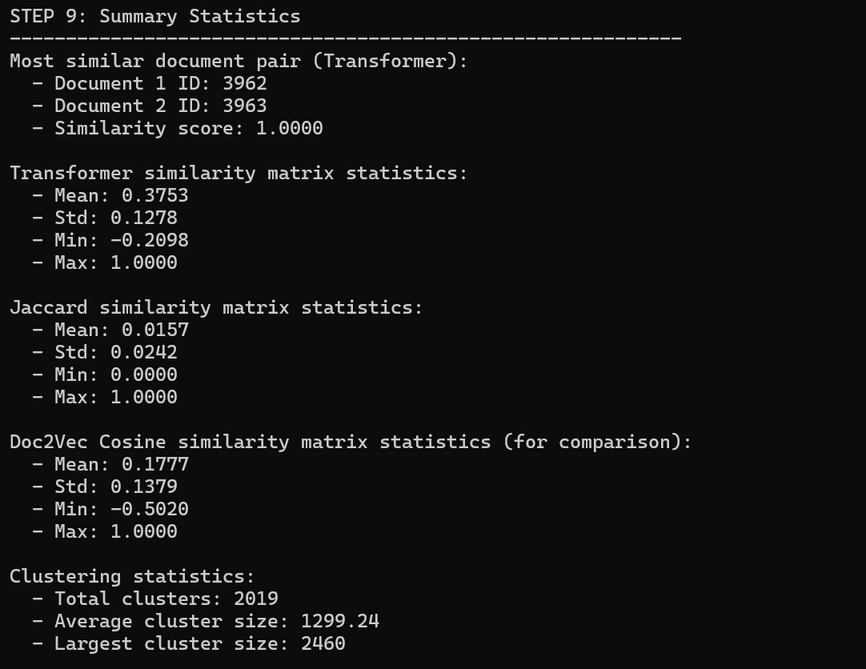 STEP 9: Summary Statistics
------------------------------------------------------------
Most similar document pair (Transformer):
  - Document 1 ID: 3962
  - Document 2 ID: 3963
  - Similarity score: 1.0000

Transformer similarity matrix statistics:
  - Mean: 0.3753
  - Std: 0.1278
  - Min: -0.2098
  - Max: 1.0000

Jaccard similarity matrix statistics:
  - Mean: 0.0157
  - Std: 0.0242
  - Min: 0.0000
  - Max: 1.0000

Doc2Vec Cosine similarity matrix statistics (for comparison):
  - Mean: 0.1777
  - Std: 0.1379
  - Min: -0.5020
  - Max: 1.0000

Clustering statistics:
  - Total clusters: 2019
  - Average cluster size: 1299.24
  - Largest cluster size: 2460